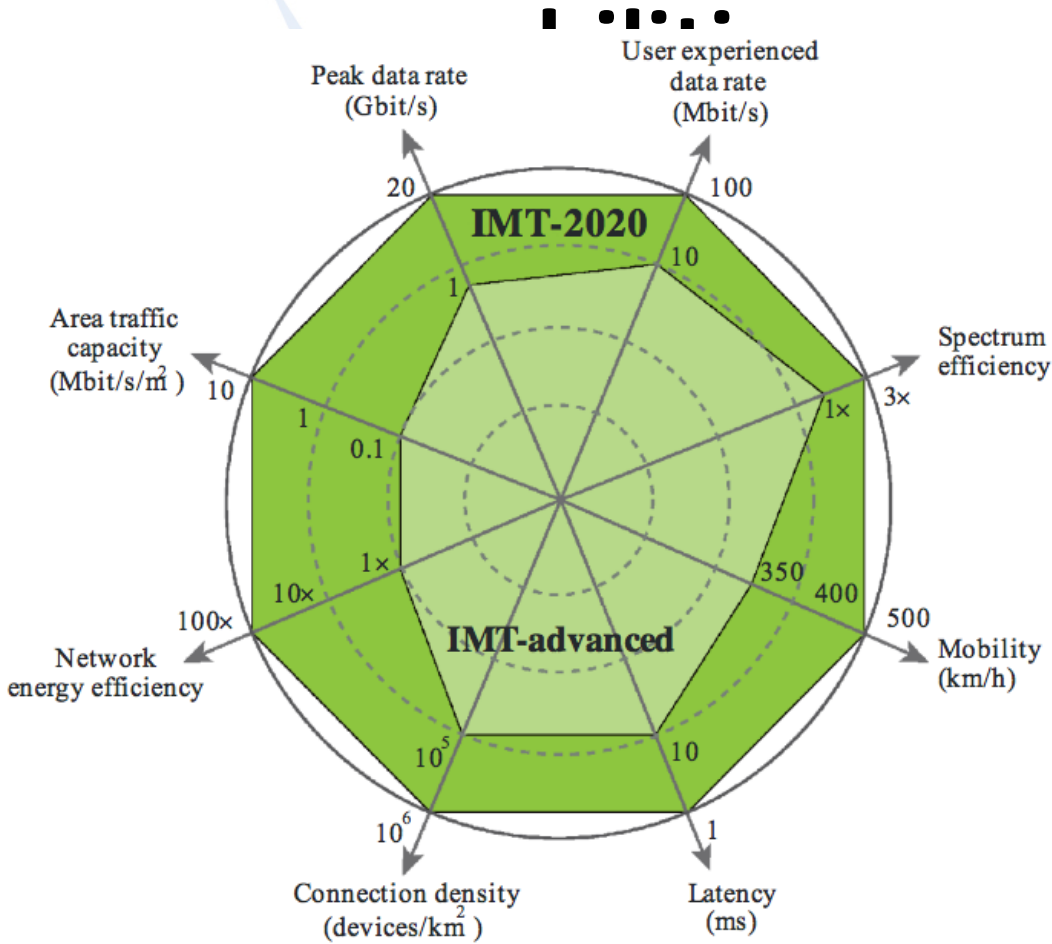 User experienced
data rate
(Mbit/s)
Peak data rate
(Gbit/s)
20
100
IMT-2020
10
1
Area traffic
capacity
(Mbit/s/m²)
10
1
0.1
Spectrum
efficiency
1×
3×
1×
10×
100×
Network
energy efficiency
350
400
500
Mobility
(km/h)
IMT-advanced
10⁵
10
10⁶
1
Connection density
(devices/km²)
Latency
(ms)